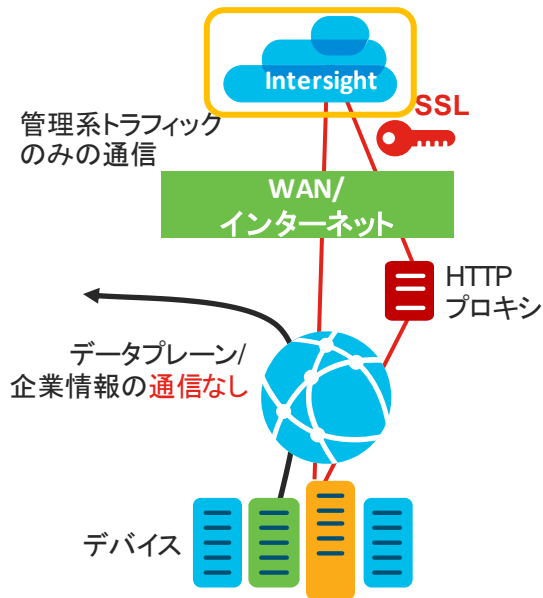 Intersight
SSL
管理系トラフィック
のみの通信
WAN/
インターネット
HTTP
プロキシ
データプレーン/
企業情報の通信なし
デバイス